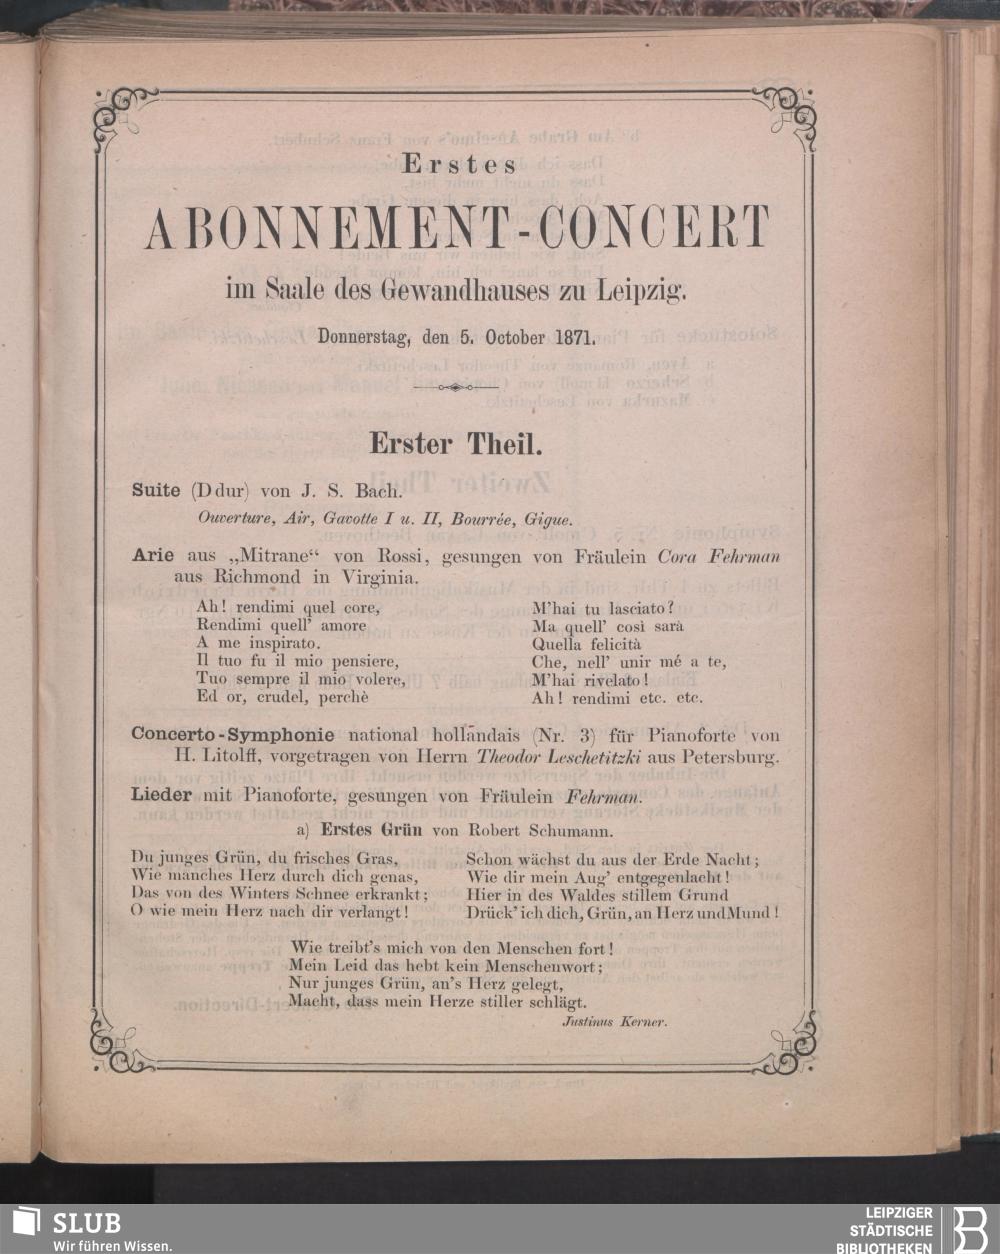 Erstes
ABONNEMENT-CONCERT
im Saale des Gewandhauses zu Leipzig.
Donnerstag, den 5. October 1871.
Erster Theil.
Suite (D dur) von J. S. Bach.
Ouverture, Air, Gavotte I u. II, Bourrée, Gigue.
Arie aus „Mitrane“ von Rossi, gesungen von Fräulein Cora Fehrman
aus Richmond in Virginia.
Ah! rendimi quel core,
Rendimi quell' amore
A me inspirato.
Il tuo fu il mio pensiere,
Tuo sempre il mio volere,
Ed or, crudel, perchè
M'hai tu lasciato?
Ma quell' così sarà
Quella felicità
Che, nell' unir mé a te,
M'hai rivelato!
Ah! rendimi etc. etc.
Concerto-Symphonie national hollandais (Nr. 3) für Pianoforte von
H. Litolff, vorgetragen von Herrn Theodor Leschetitzki aus Petersburg.
Lieder mit Pianoforte, gesungen von Fräulein Fehrman.
a) Erstes Grün von Robert Schumann.
Du junges Grün, du frisches Gras,
Wie manches Herz durch dich genas,
Das von des Winters Schnee erkrankt;
O wie mein Herz nach dir verlangt!
Schon wächst du aus der Erde Nacht;
Wie dir mein Aug' entgegenlacht!
Hier in des Waldes stillem Grund
Drück' ich dich, Grün, an Herz und Mund!
Wie treibt's mich von den Menschen fort!
Mein Leid das hebt kein Menschenwort;
Nur junges Grün, an's Herz gelegt,
Macht, dass mein Herze stiller schlägt.
Justinus Kerner.
SLUB
Wir führen Wissen.
LEIPZIGER
STÄDTISCHE
BIBLIOTHEKEN